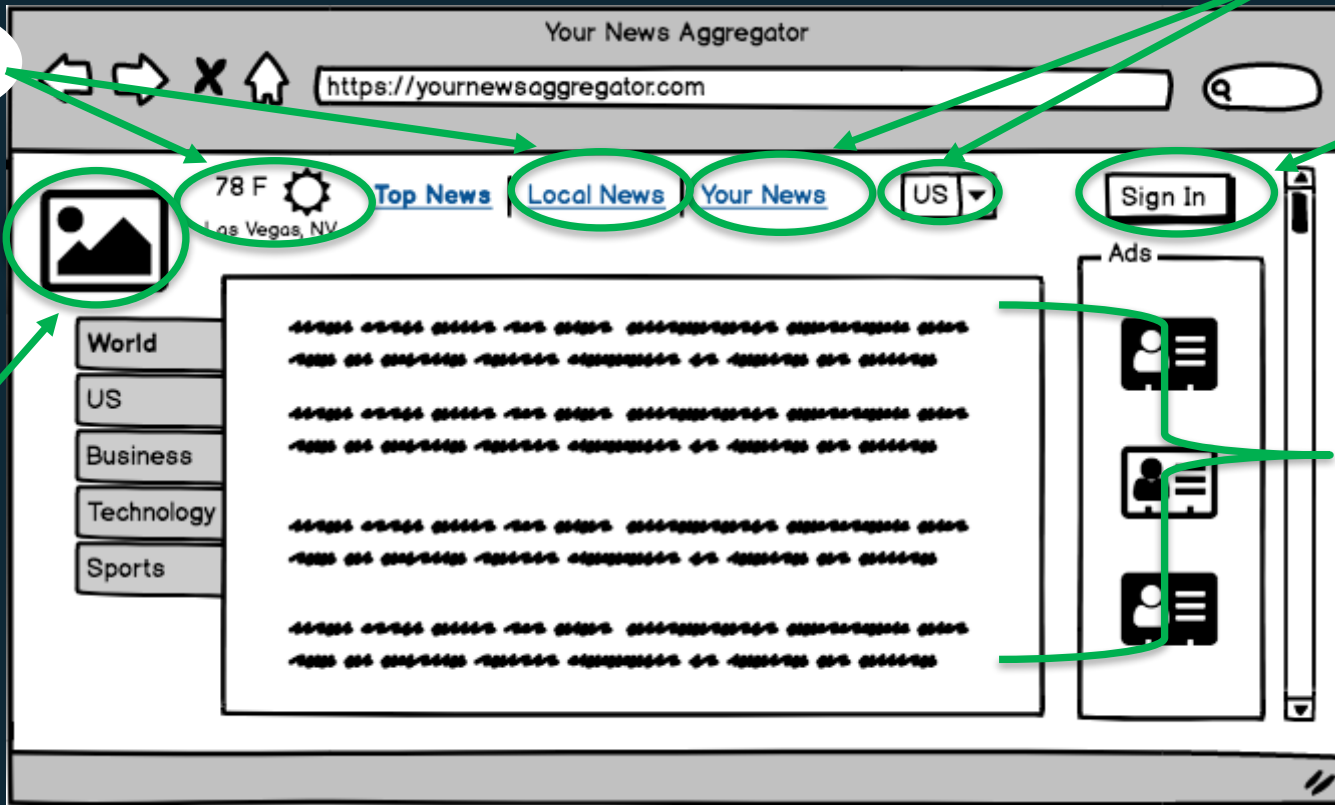 Your News Aggregator
https://yournewsaggregator.com
78 F
Las Vegas, NV
Top News | Local News | Your News
US
Sign In
Ads
World
US
Business
Technology
Sports